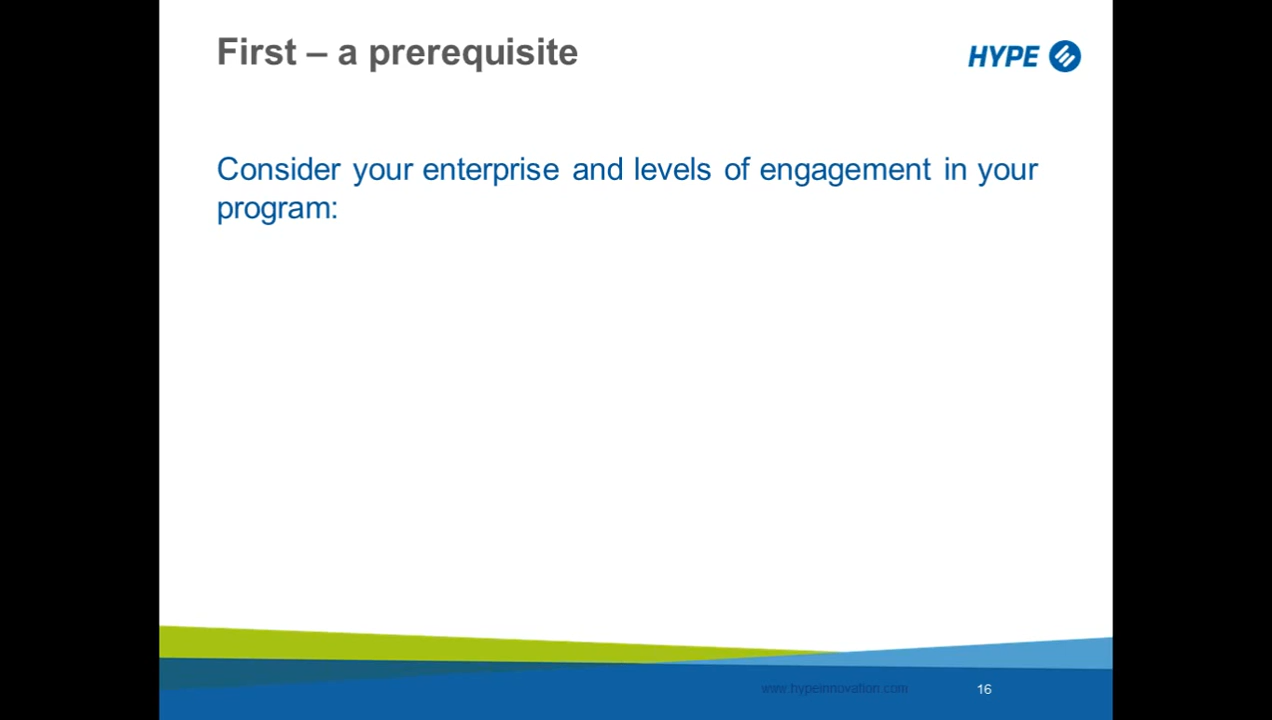 First – a prerequisite
HYPE
Consider your enterprise and levels of engagement in your
program:
www.hypeinnovation.com
16